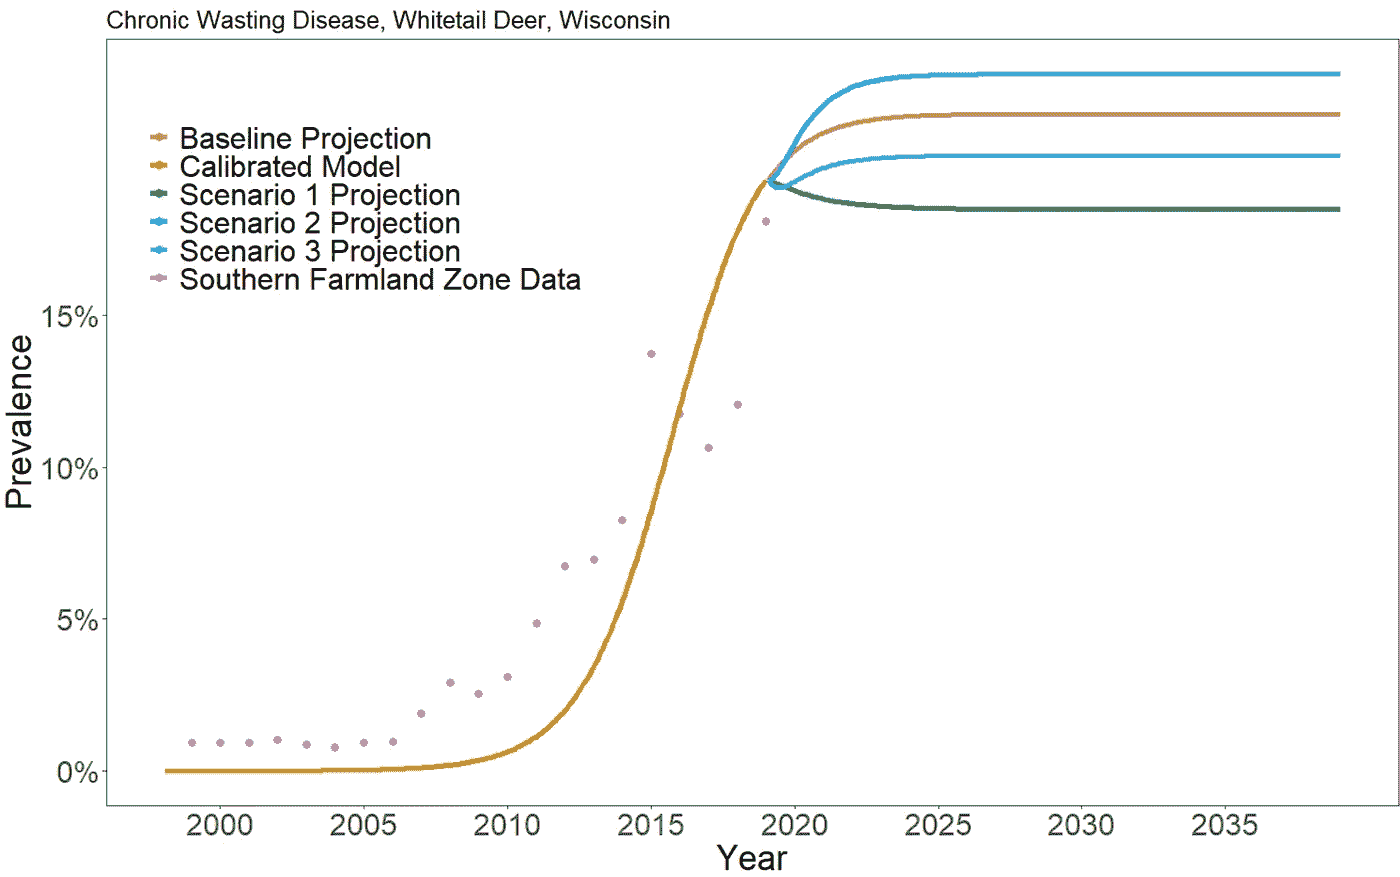 Chronic Wasting Disease, Whitetail Deer, Wisconsin
Baseline Projection
Calibrated Model
Scenario 1 Projection
Scenario 2 Projection
Scenario 3 Projection
Southern Farmland Zone Data
15%
10%
5%
0%
Prevalence
2000 2005 2010 2015 2020 2025 2030 2035
Year